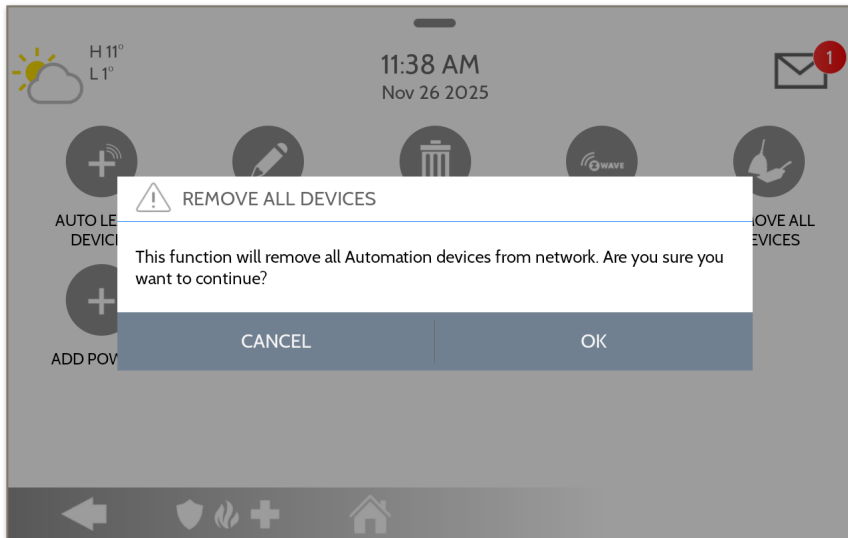 H 11°
L 1°
11:38 AM
Nov 26 2025
1
ZWAVE
AUTO LE
DEVIC
OVE ALL
EVICES
REMOVE ALL DEVICES
This function will remove all Automation devices from network. Are you sure you
want to continue?
CANCEL
OK
ADD POW